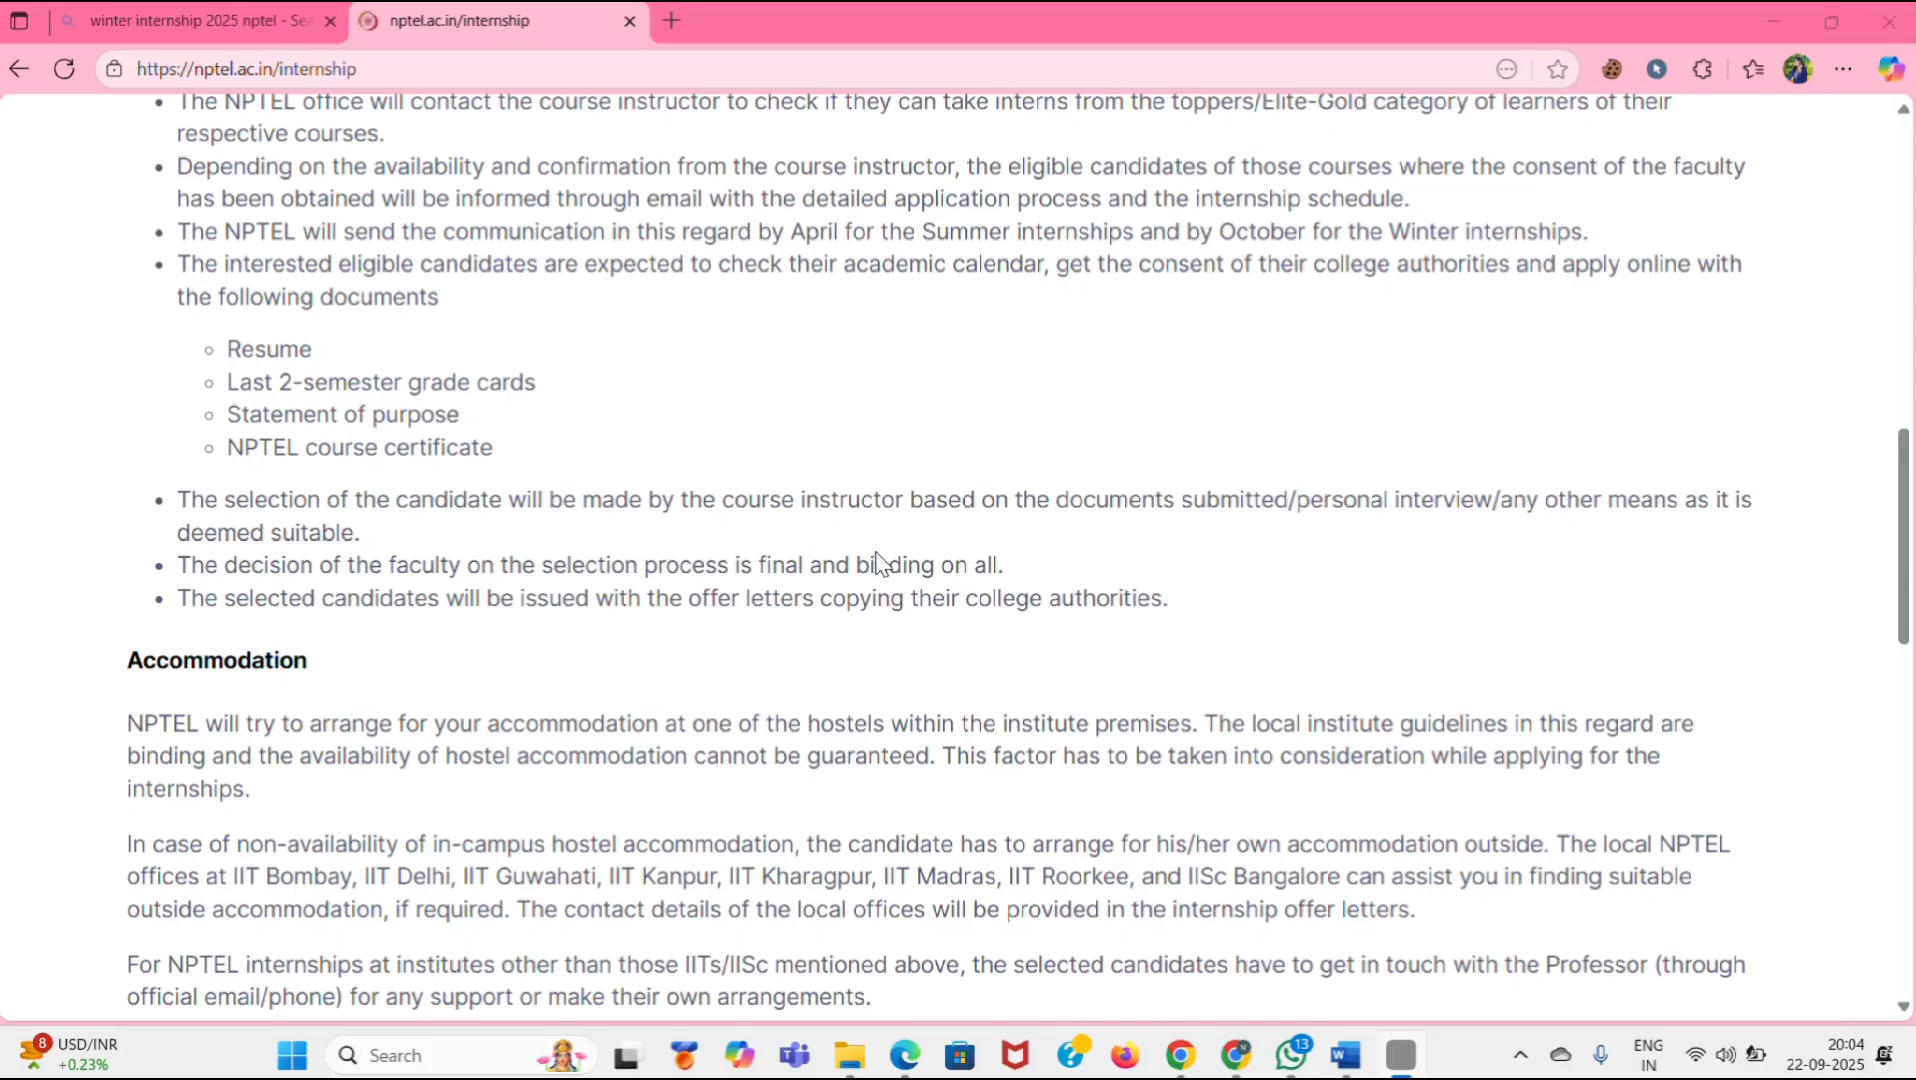 winter internship 2025 nptel - Sea
nptel.ac.in/internship
https://nptel.ac.in/internship
The NPTEL office will contact the course instructor to check if they can take interns from the toppers/Elite-Gold category of learners of their
respective courses.
Depending on the availability and confirmation from the course instructor, the eligible candidates of those courses where the consent of the faculty
has been obtained will be informed through email with the detailed application process and the internship schedule.
The NPTEL will send the communication in this regard by April for the Summer internships and by October for the Winter internships.
The interested eligible candidates are expected to check their academic calendar, get the consent of their college authorities and apply online with
the following documents
Resume
Last 2-semester grade cards
Statement of purpose
NPTEL course certificate
The selection of the candidate will be made by the course instructor based on the documents submitted/personal interview/any other means as it is
deemed suitable.
The decision of the faculty on the selection process is final and binding on all.
The selected candidates will be issued with the offer letters copying their college authorities.
Accommodation
NPTEL will try to arrange for your accommodation at one of the hostels within the institute premises. The local institute guidelines in this regard are
binding and the availability of hostel accommodation cannot be guaranteed. This factor has to be taken into consideration while applying for the
internships.
In case of non-availability of in-campus hostel accommodation, the candidate has to arrange for his/her own accommodation outside. The local NPTEL
offices at IIT Bombay, IIT Delhi, IIT Guwahati, IIT Kanpur, IIT Kharagpur, IIT Madras, IIT Roorkee, and IISc Bangalore can assist you in finding suitable
outside accommodation, if required. The contact details of the local offices will be provided in the internship offer letters.
For NPTEL internships at institutes other than those IITs/IISc mentioned above, the selected candidates have to get in touch with the Professor (through
official email/phone) for any support or make their own arrangements.
8
USD/INR
+0.23%
Search
13
ENG
IN
20:04
22-09-2025